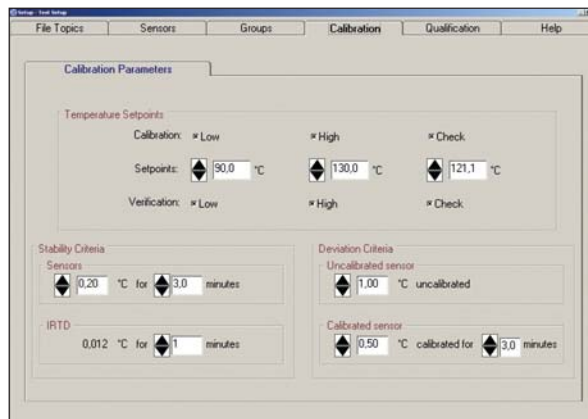 Setup - Test Setup
File Topics Sensors Groups Calibration Qualification Help
Calibration Parameters
Temperature Setpoints
Calibration: Low High Check
Setpoints: 90,0 °C 130,0 °C 121,1 °C
Verification: Low High Check
Stability Criteria
Sensors
0,20 °C for 3,0 minutes
IRTD
0,012 °C for 1 minutes
Deviation Criteria
Uncalibrated sensor
1,00 °C uncalibrated
Calibrated sensor
0,50 °C calibrated for 3,0 minutes